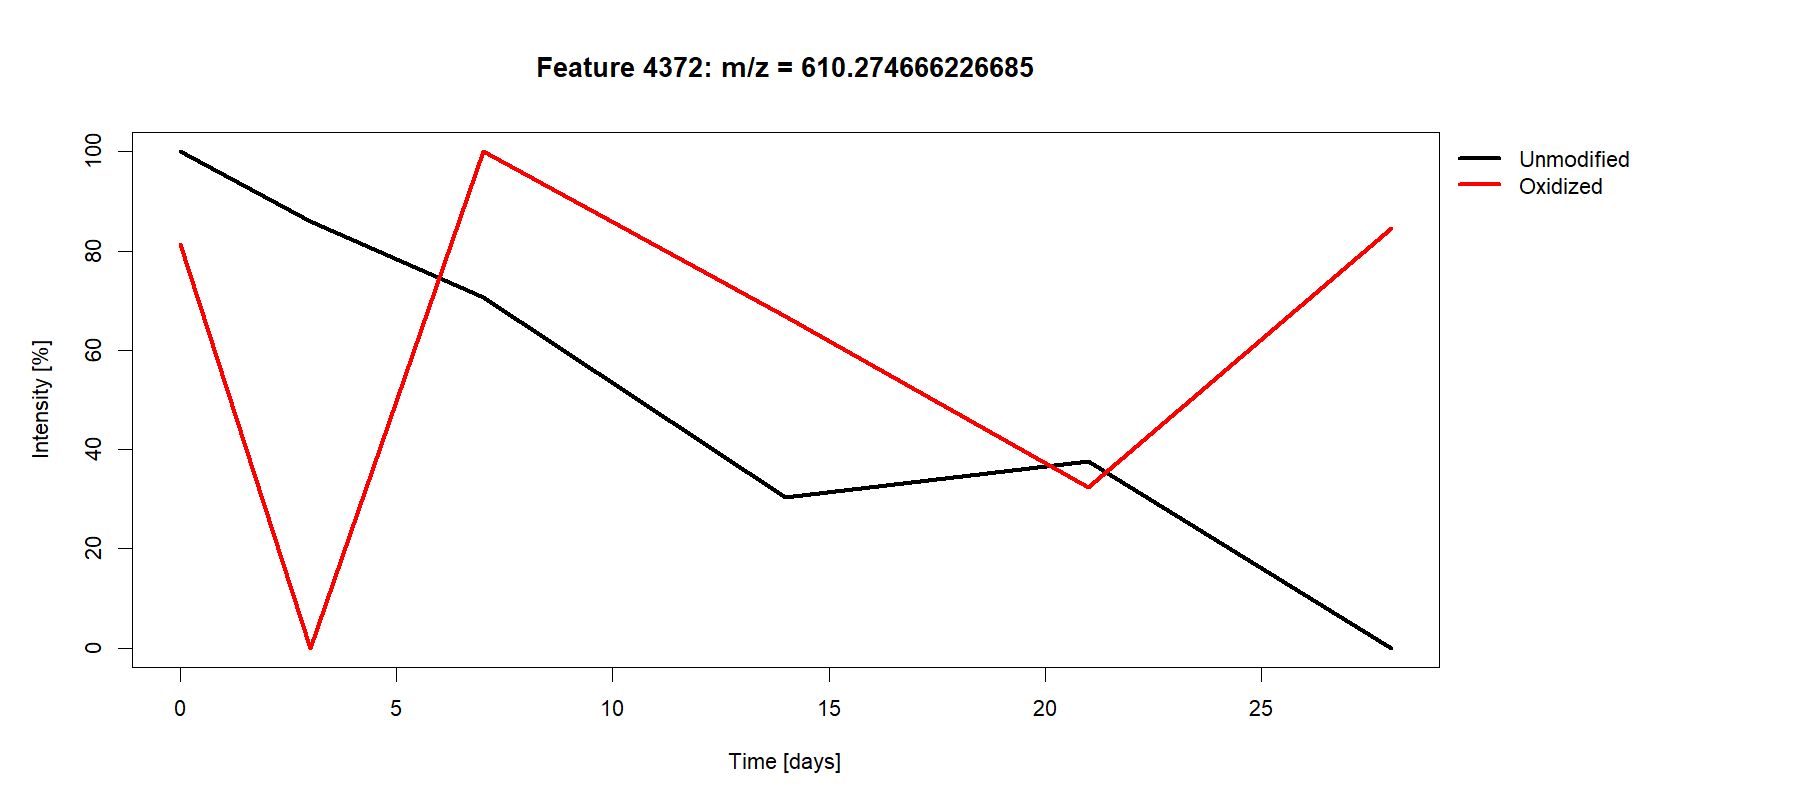 Feature 4372: m/z = 610.274666226685
Unmodified
Oxidized
Intensity [%]
100
80
60
40
20
0
0 5 10 15 20 25
Time [days]